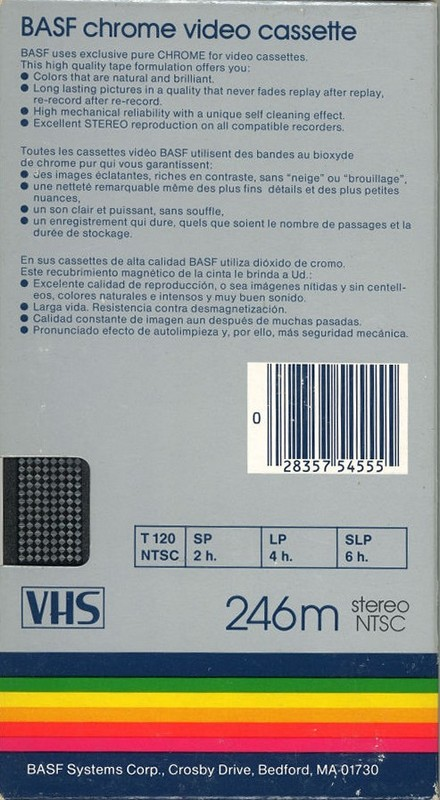 BASF chrome video cassette
BASF uses exclusive pure CHROME for video cassettes.
This high quality tape formulation offers you:
● Colors that are natural and brilliant.
● Long lasting pictures in a quality that never fades replay after replay,
re-record after re-record.
● High mechanical reliability with a unique self cleaning effect.
● Excellent STEREO reproduction on all compatible recorders.
Toutes les cassettes vidéo BASF utilisent des bandes au bioxyde
de chrome pur qui vous garantissent:
● des images éclatantes, riches en contraste, sans "neige" ou "brouillage",
● une netteté remarquable même des plus fins détails et des plus petites
nuances,
● un son clair et puissant, sans souffle,
● un enregistrement qui dure, quels que soient le nombre de passages et la
durée de stockage.
En sus cassettes de alta calidad BASF utiliza dióxido de cromo.
Este recubrimiento magnético de la cinta le brinda a Ud.:
● Excelente calidad de reproducción, o sea imágenes nítidas y sin centell-
eos, colores naturales e intensos y muy buen sonido.
● Larga vida. Resistencia contra desmagnetización.
● Calidad constante de imagen aun después de muchas pasadas.
● Pronunciado efecto de autolimpieza y, por ello, más seguridad mecánica.
0
28357 54555
T 120 SP LP SLP
NTSC 2 h. 4 h. 6 h.
VHS 246m stereo
NTSC
BASF Systems Corp., Crosby Drive, Bedford, MA 01730